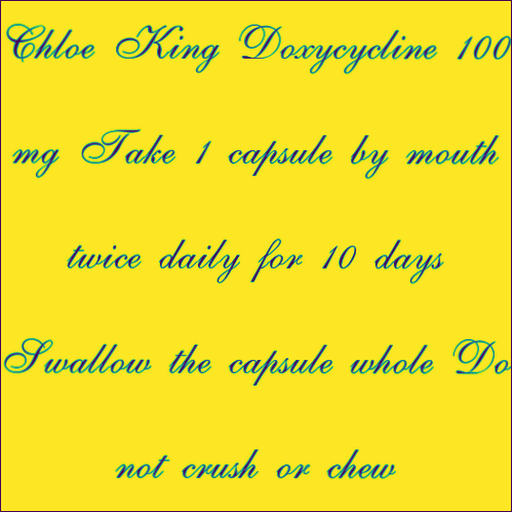 Chloe King Doxycycline 100
mg Take 1 capsule by mouth
twice daily for 10 days
Swallow the capsule whole Do
not crush or chew